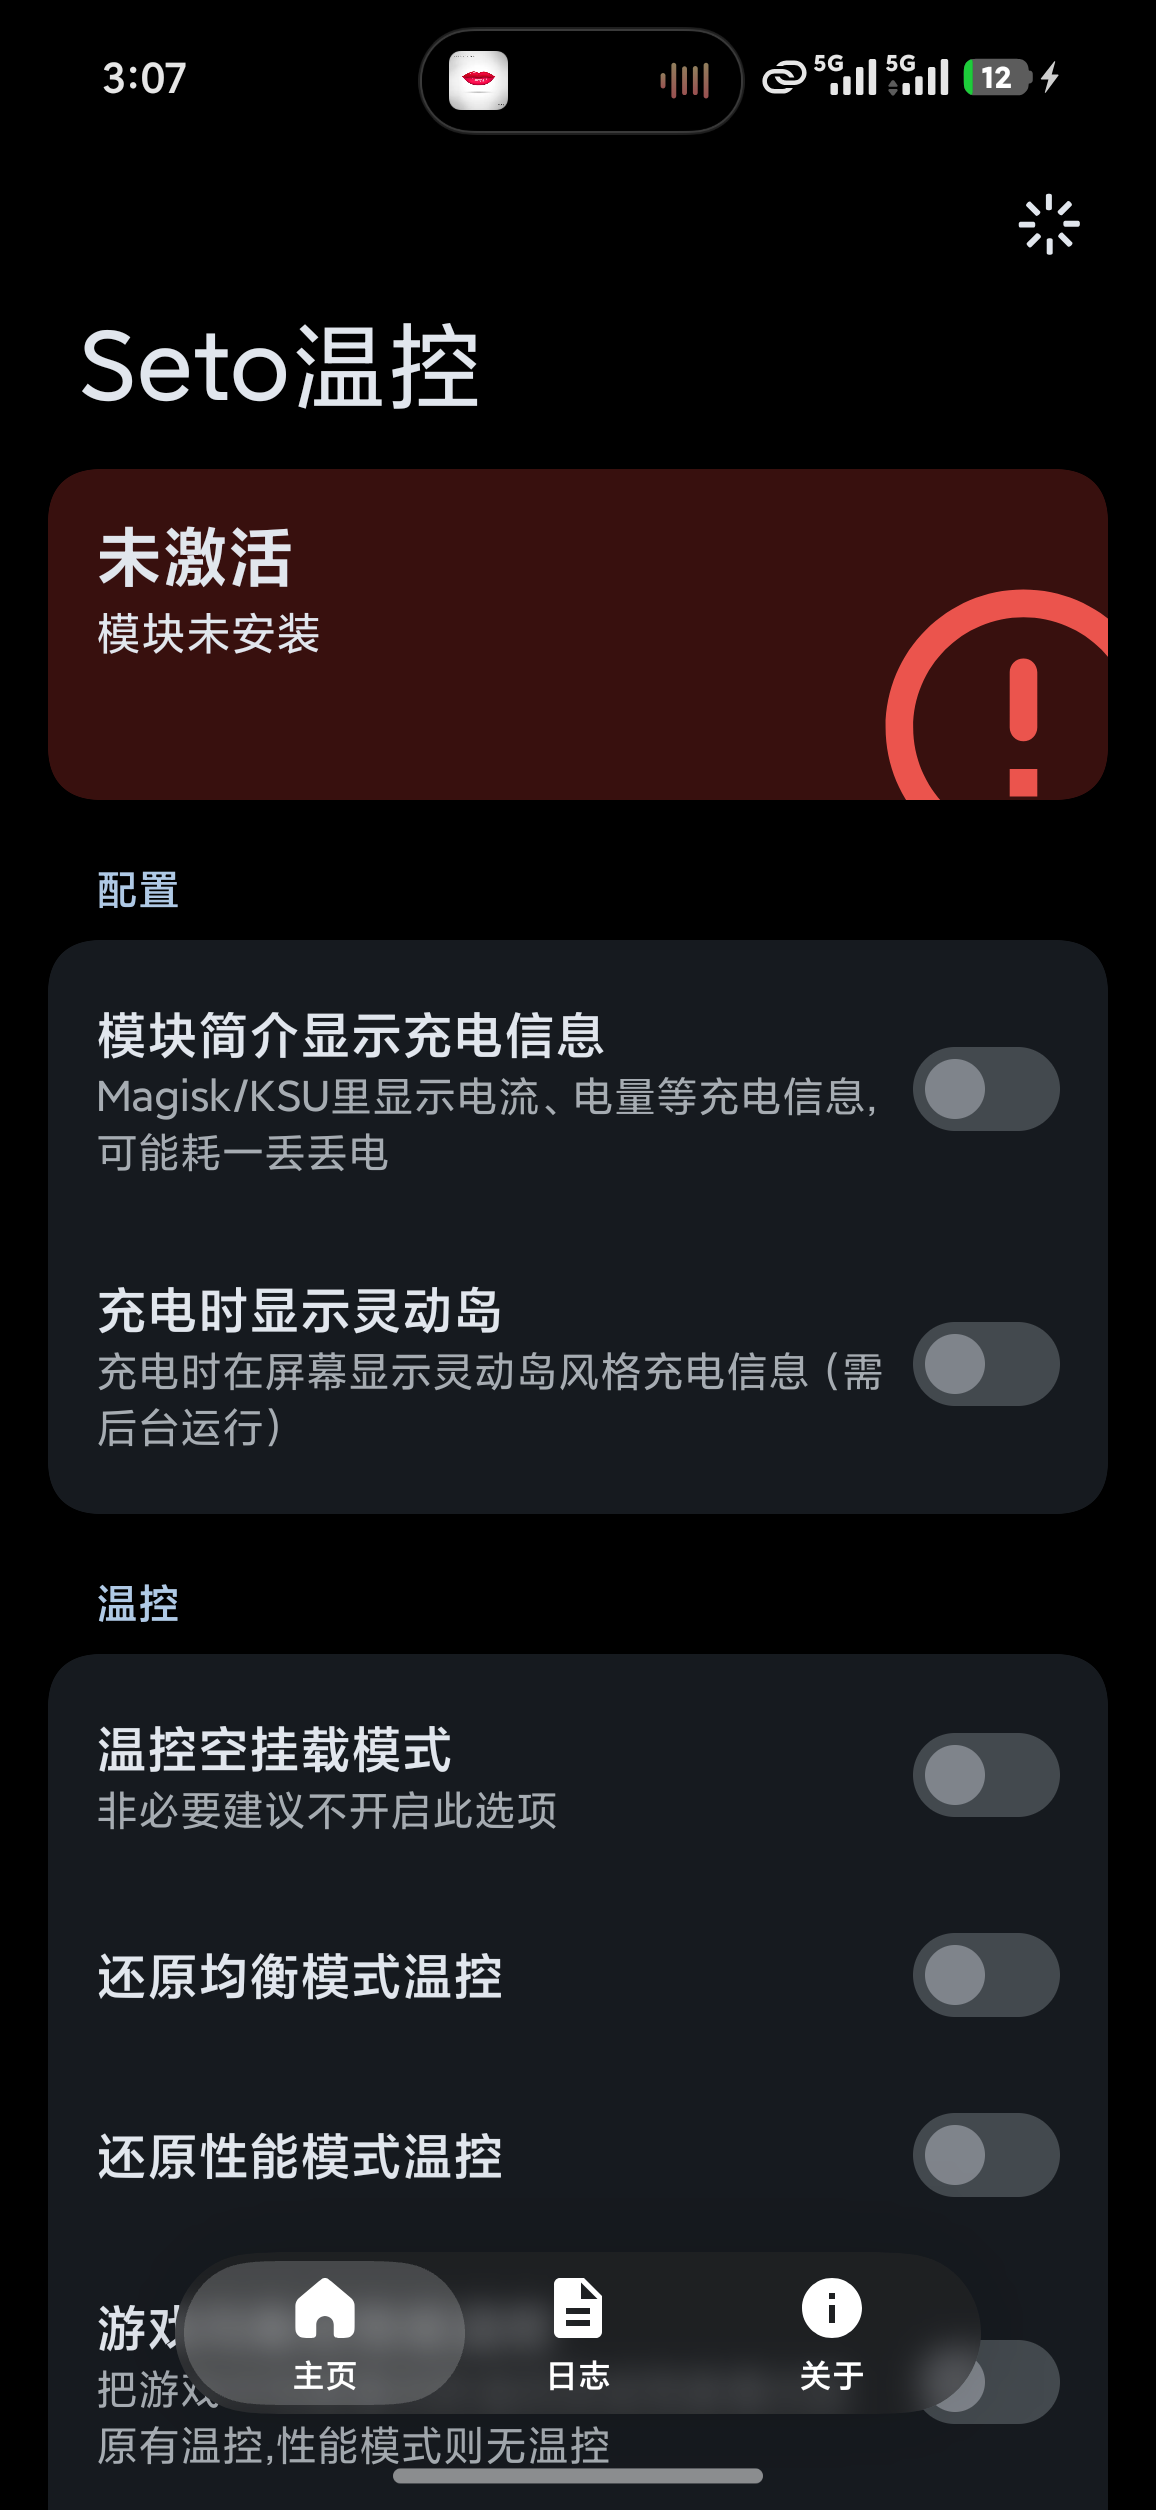 3:07
5G
5G
12
Seto温控
未激活
模块未安装
配置
模块简介显示充电信息
Magisk/KSU里显示电流、电量等充电信息,
可能耗一丢丢电
充电时显示灵动岛
充电时在屏幕显示灵动岛风格充电信息（需
后台运行）
温控
温控空挂载模式
非必要建议不开启此选项
还原均衡模式温控
还原性能模式温控
游戏
把游戏
原有温控,性能模式则无温控
主页
日志
关于